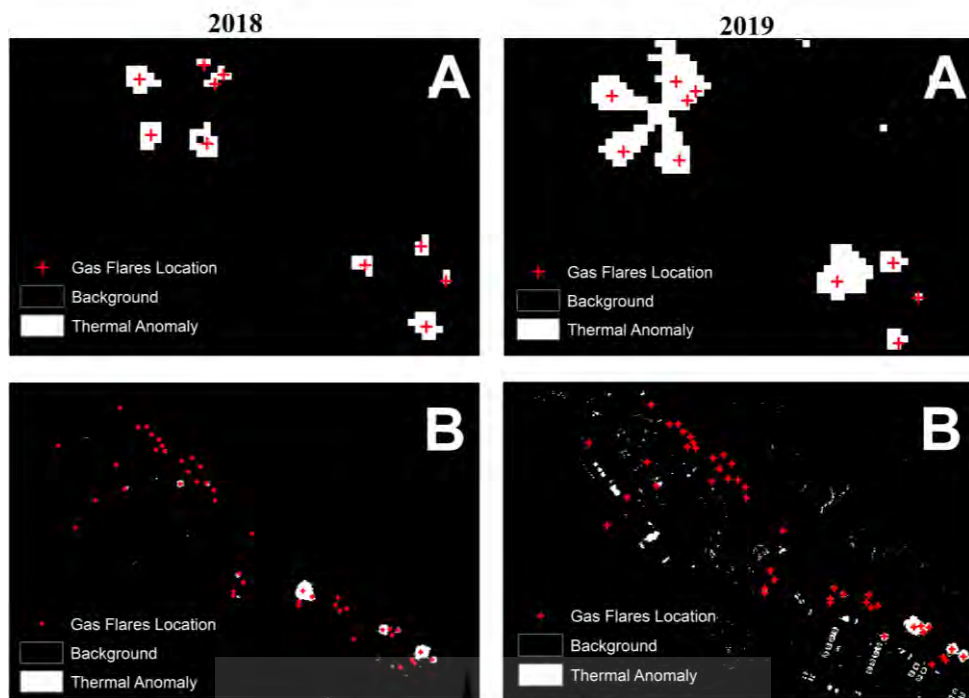 2018
2019
A
A
Gas Flares Location
Background
Thermal Anomaly
Gas Flares Location
Background
Thermal Anomaly
B
B
Gas Flares Location
Background
Thermal Anomaly
Gas Flares Location
Background
Thermal Anomaly